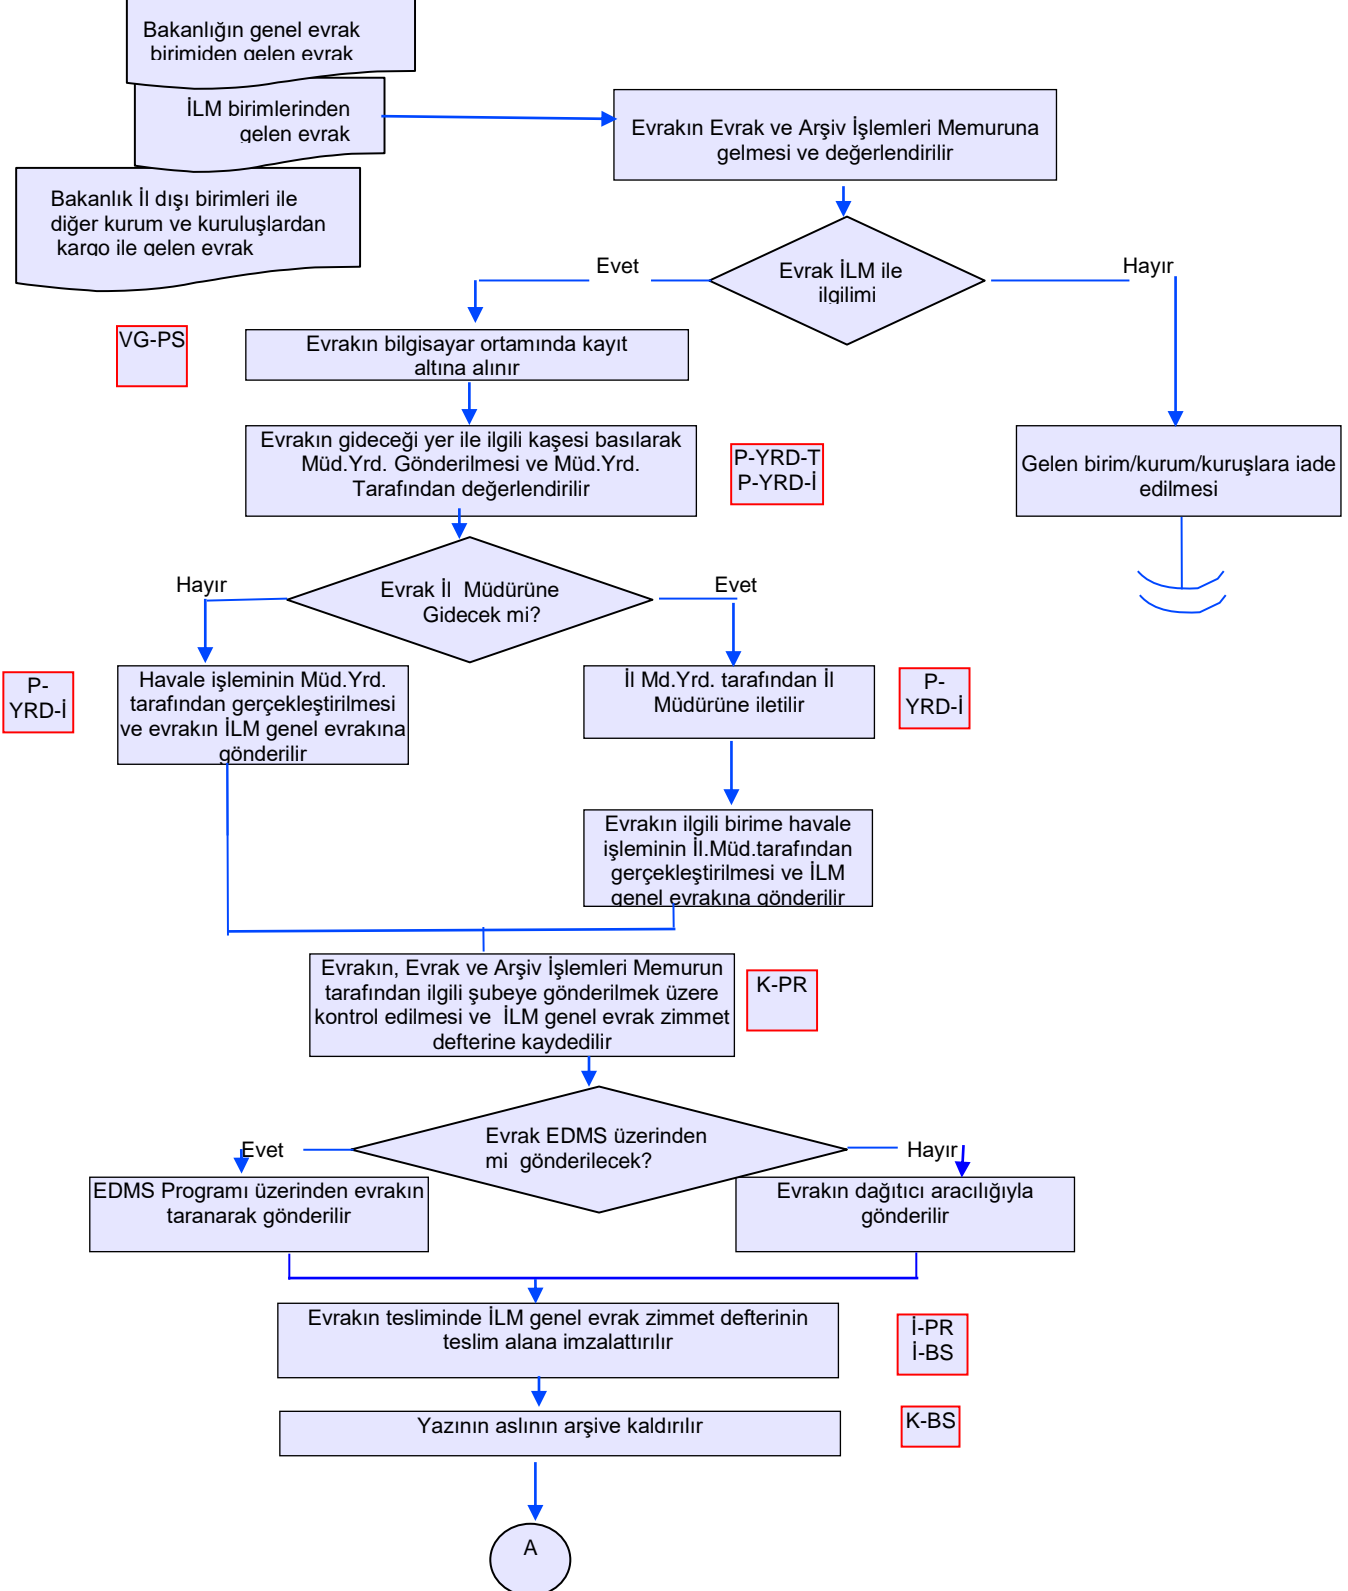 Bakanlığın genel evrak
birimiden gelen evrak
İLM birimlerinden
gelen evrak
Bakanlık İl dışı birimleri ile
diğer kurum ve kuruluşlardan
kargo ile gelen evrak
Evrakın Evrak ve Arşiv İşlemleri Memuruna
gelmesi ve değerlendirilir
Evrak İLM ile
ilgilimi
Evet
Hayır
VG-PS
Evrakın bilgisayar ortamında kayıt
altına alınır
Evrakın gideceği yer ile ilgili kaşesi basılarak
Müd.Yrd. Gönderilmesi ve Müd.Yrd.
Tarafından değerlendirilir
P-YRD-T
P-YRD-İ
Gelen birim/kurum/kuruşlara iade
edilmesi
Evrak İl  Müdürüne
Gidecek mi?
Hayır
Evet
P-
YRD-İ
Havale işleminin Müd.Yrd.
tarafından gerçekleştirilmesi
ve evrakın İLM genel evrakına
gönderilir
İl Md.Yrd. tarafından İl
Müdürüne iletilir
P-
YRD-İ
Evrakın ilgili birime havale
işleminin İl.Müd.tarafından
gerçekleştirilmesi ve İLM
genel evrakına gönderilir
Evrakın, Evrak ve Arşiv İşlemleri Memurun
tarafından ilgili şubeye gönderilmek üzere
kontrol edilmesi ve  İLM genel evrak zimmet
defterine kaydedilir
K-PR
Evrak EDMS üzerinden
mi  gönderilecek?
Evet
Hayır
EDMS Programı üzerinden evrakın
taranarak gönderilir
Evrakın dağıtıcı aracılığıyla
gönderilir
Evrakın tesliminde İLM genel evrak zimmet defterinin
teslim alana imzalattırılır
İ-PR
İ-BS
Yazının aslının arşive kaldırılır
K-BS
A